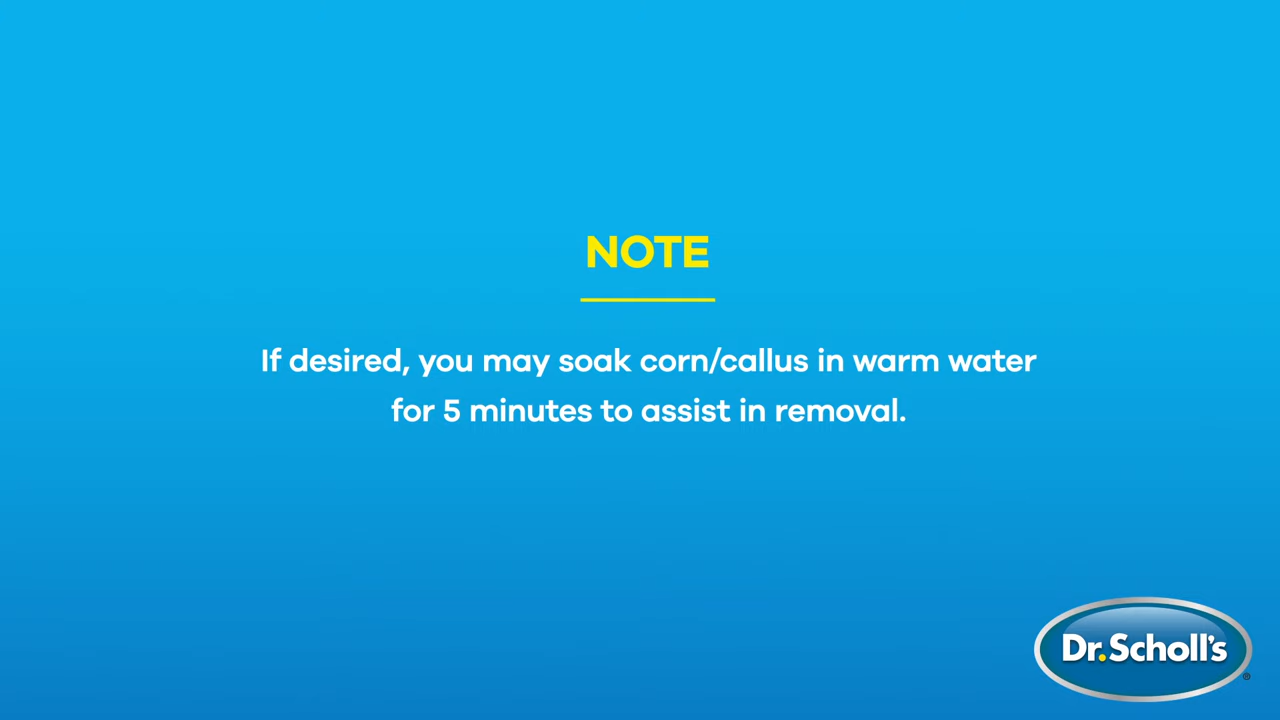 NOTE
If desired, you may soak corn/callus in warm water
for 5 minutes to assist in removal.
Dr.Scholl's
®